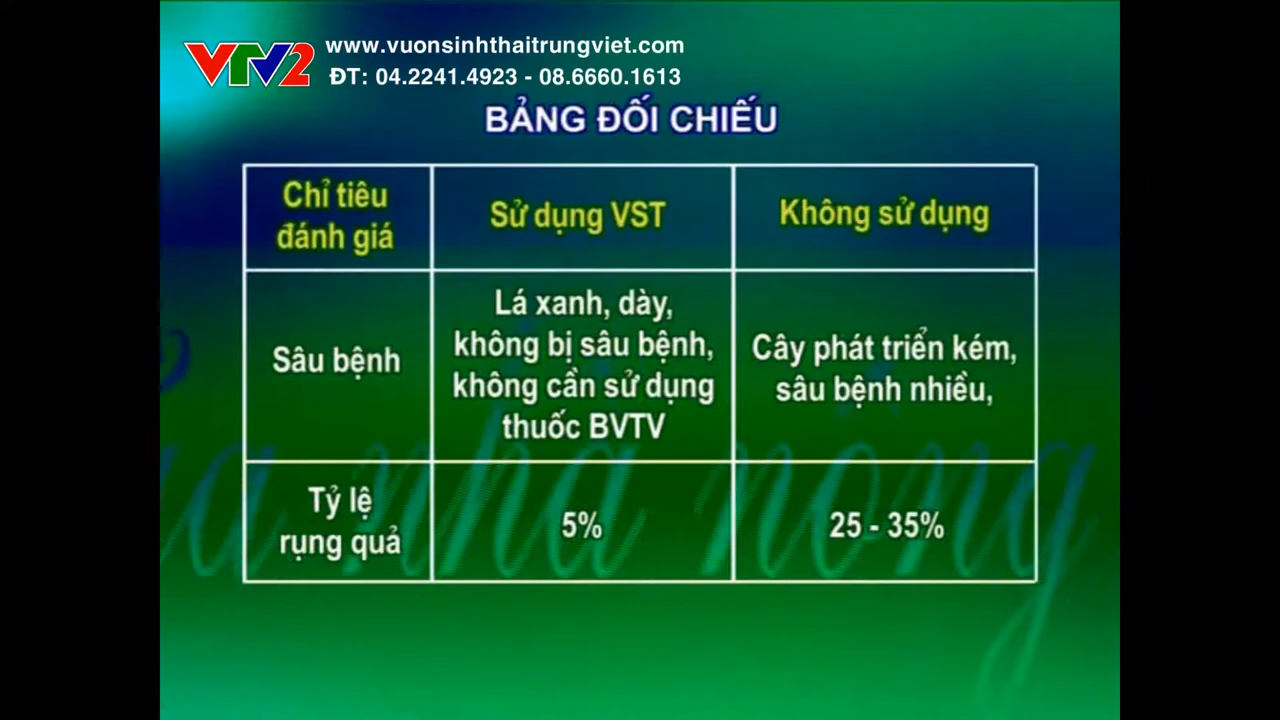 VTV2
www.vuonsinhthaitrungviet.com
ĐT: 04.2241.4923 - 08.6660.1613
BẢNG ĐỐI CHIẾU
Chỉ tiêu
đánh giá
Sử dụng VST
Không sử dụng
Sâu bệnh
Lá xanh, dày,
không bị sâu bệnh,
không cần sử dụng
thuốc BVTV
Cây phát triển kém,
sâu bệnh nhiều,
Tỷ lệ
rụng quả
5%
25 - 35%
nhà nông